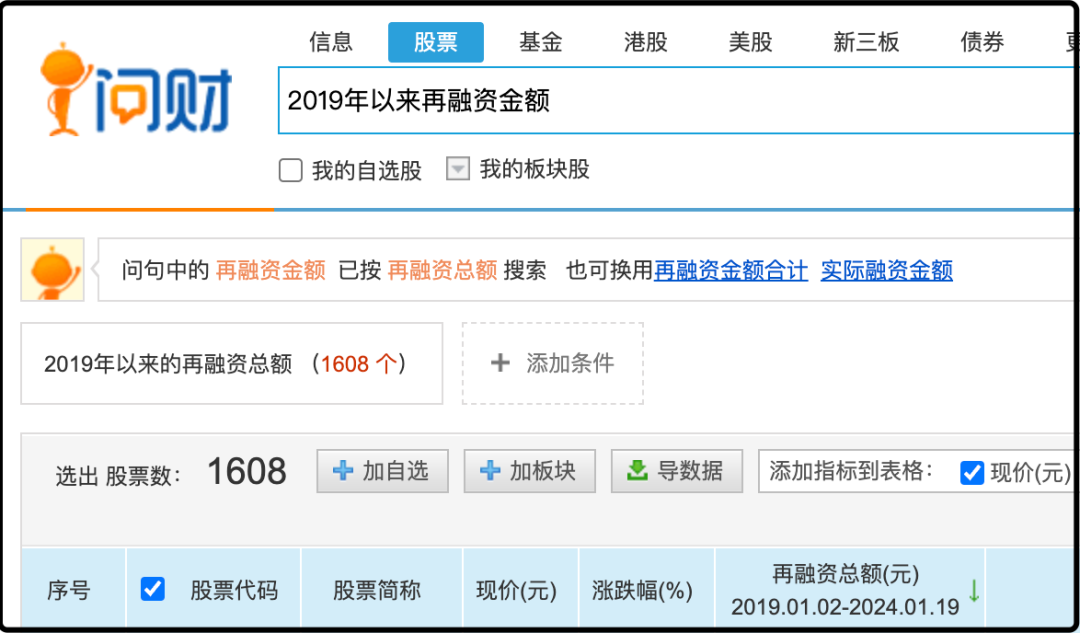 信息 股票 基金 港股 美股 新三板 债券
问财
2019年以来再融资金额
我的自选股 我的板块股
问句中的 再融资金额 已按 再融资总额 搜索 也可换用再融资金额合计 实际融资金额
2019年以来的再融资总额 (1608 个) + 添加条件
选出 股票数: 1608 加自选 加板块 导数据 添加指标到表格: 现价(元)
序号 股票代码 股票简称 现价(元) 涨跌幅(%) 再融资总额(元)
2019.01.02-2024.01.19 ↓